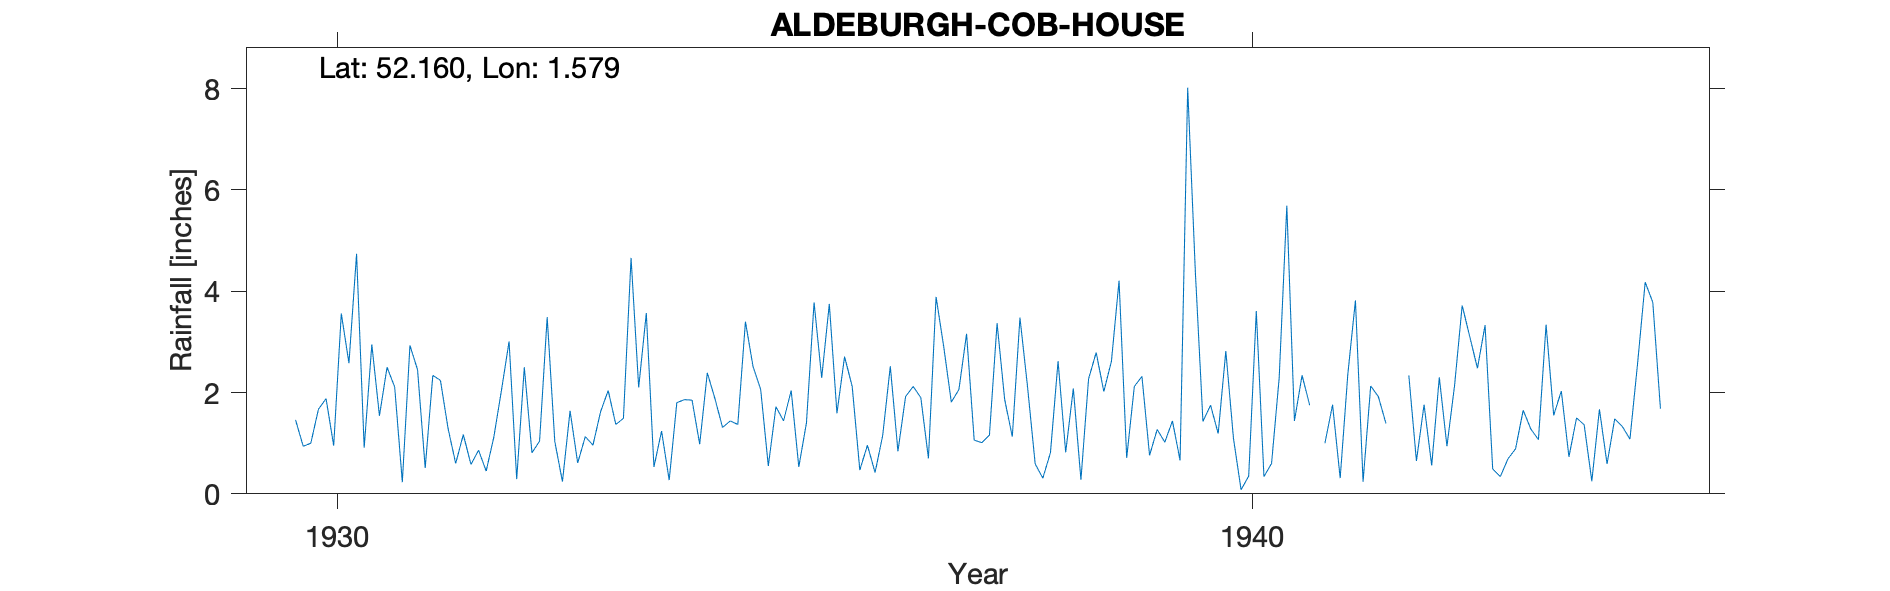 ALDEBURGH-COB-HOUSE
Lat: 52.160, Lon: 1.579
8
6
4
2
0
Rainfall [inches]
1930 1940
Year